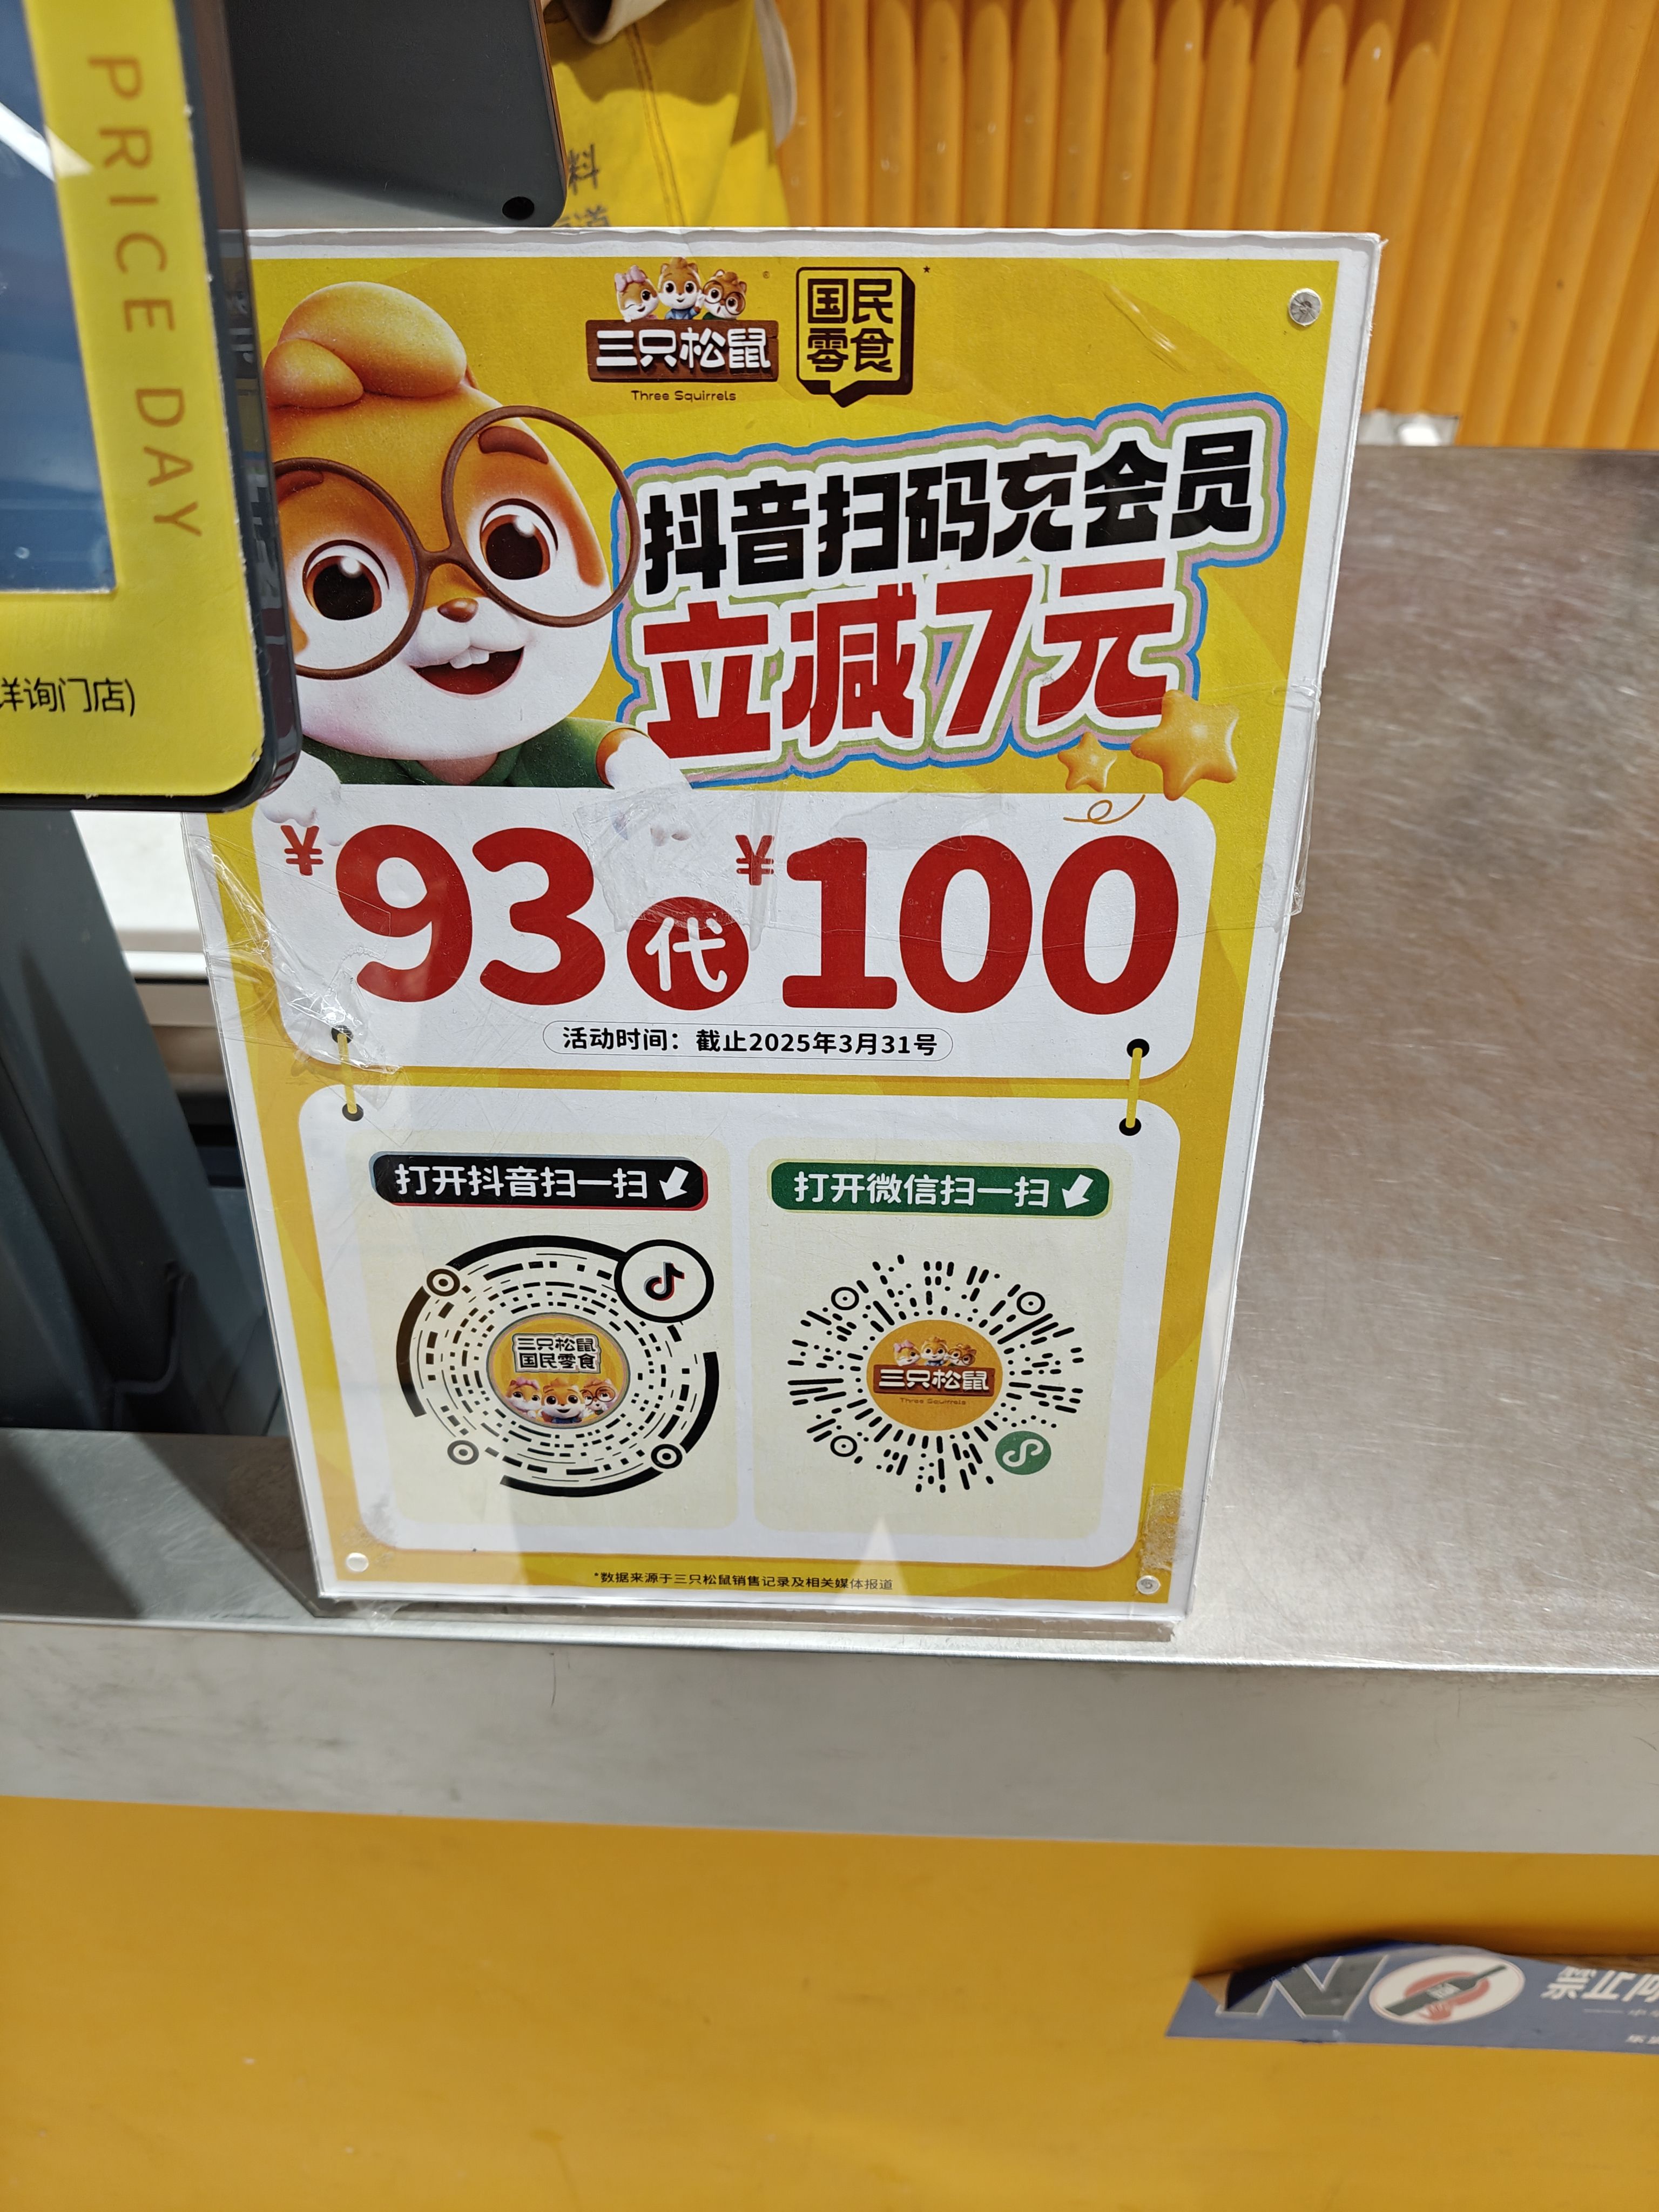 PRICE DAY
详询门店)
料
三只松鼠
Three Squirrels
国民
零食
*
抖音扫码充会员
立减7元
¥93代¥100
活动时间：截止2025年3月31号
打开抖音扫一扫
打开微信扫一扫
三只松鼠
国民零食
三只松鼠
Three Squirrels
*数据来源于三只松鼠销售记录及相关媒体报道
NO
禁止